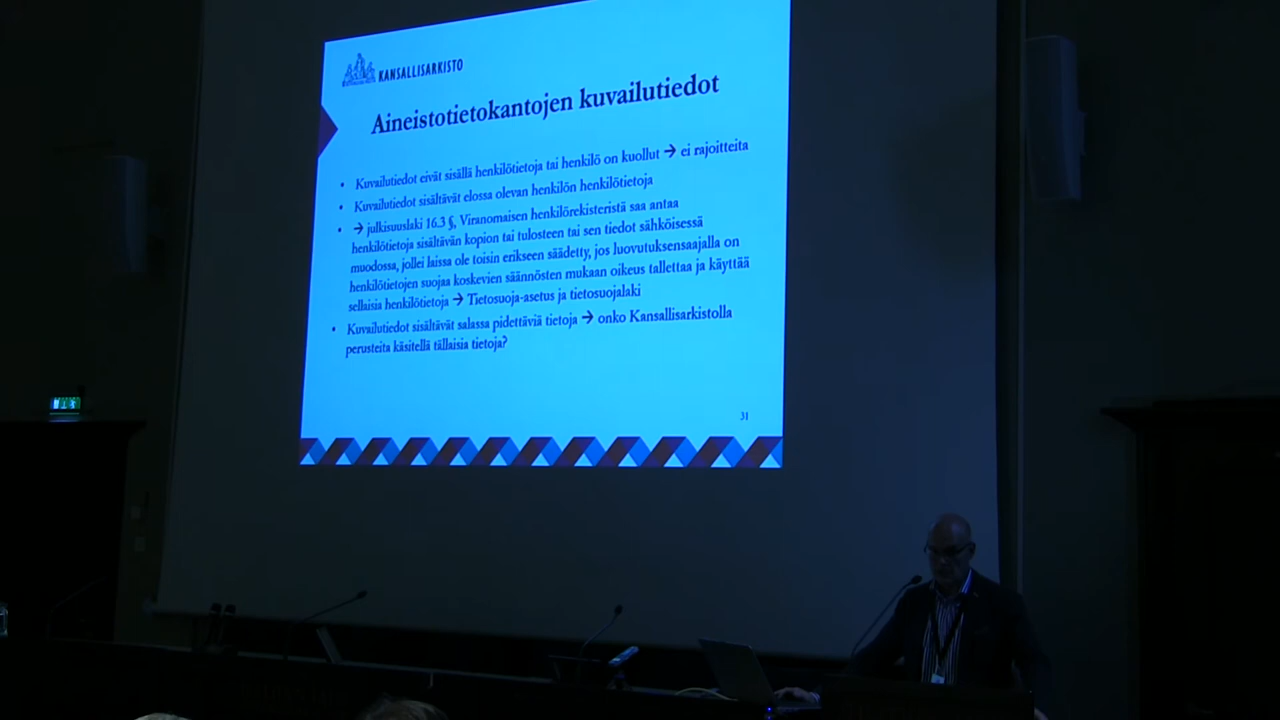 KANSALLISARKISTO
Aineistotietokantojen kuvailutiedot
• Kuvailutiedot eivät sisällä henkilötietoja tai henkilö on kuollut → ei rajoitteita
• Kuvailutiedot sisältävät elossa olevan henkilön henkilötietoja
• → julkisuuslaki 16.3 §, Viranomaisen henkilörekisteristä saa antaa
henkilötietoja sisältävän kopion tai tulosteen tai sen tiedot sähköisessä
muodossa, jollei laissa ole toisin erikseen säädetty, jos luovutuksensaajalla on
henkilötietojen suojaa koskevien säännösten mukaan oikeus tallettaa ja käyttää
sellaisia henkilötietoja → Tietosuoja-asetus ja tietosuojalaki
• Kuvailutiedot sisältävät salassa pidettäviä tietoja → onko Kansallisarkistolla
perusteita käsitellä tällaisia tietoja?
31